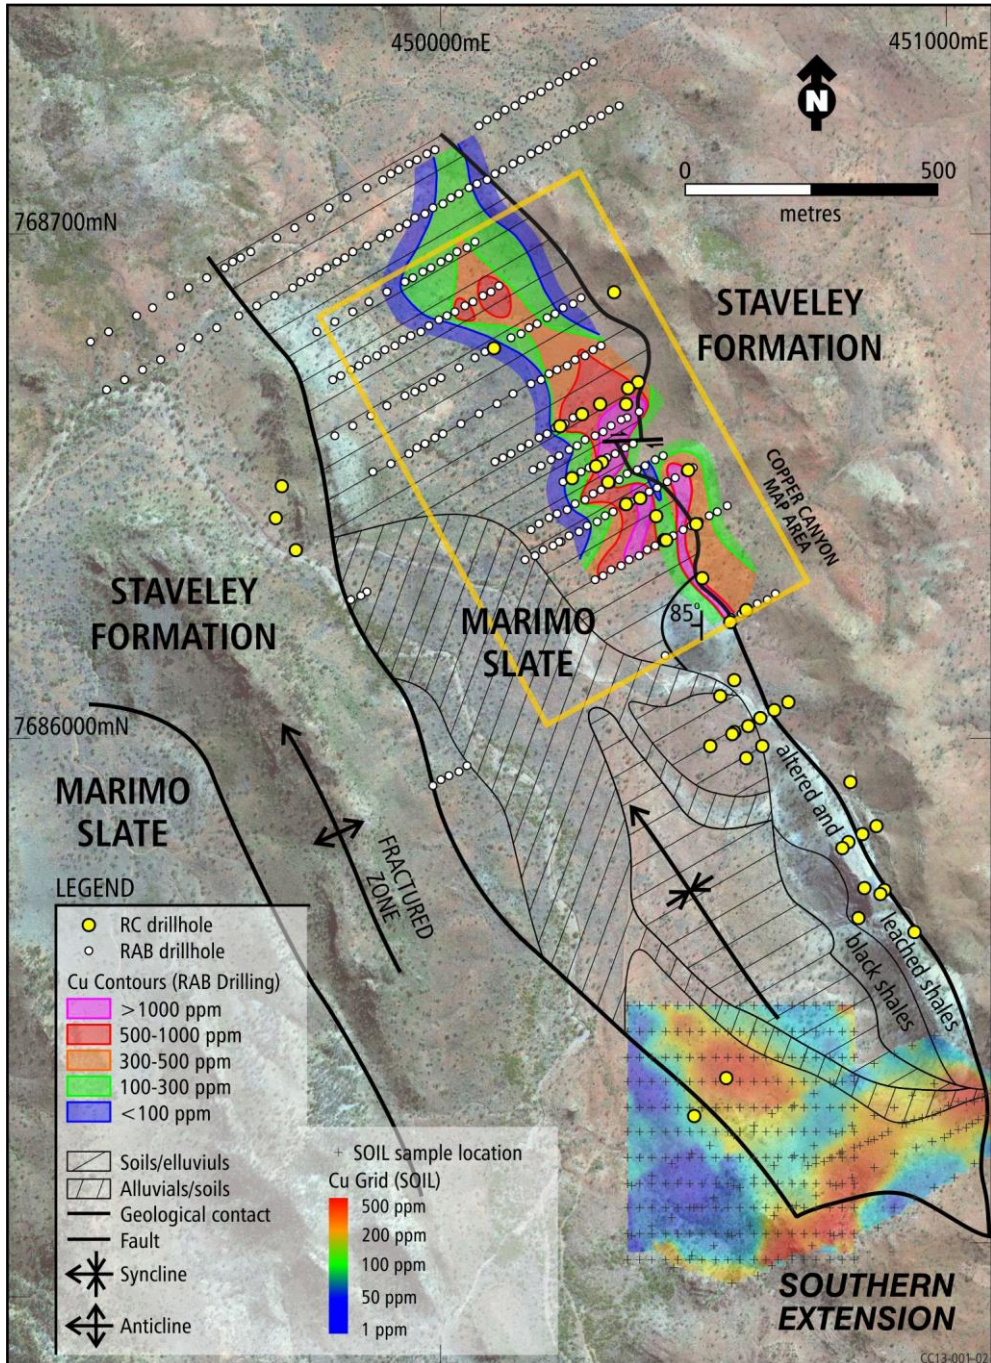 450000mE
451000mE
N
0
500
metres
768700mN
STAVELEY
FORMATION
COPPER CANYON
MAP AREA
STAVELEY
FORMATION
MARIMO
SLATE
85°
7686000mN
MARIMO
SLATE
FRACTURED
ZONE
altered and
leached shales
black shales
LEGEND
RC drillhole
RAB drillhole
Cu Contours (RAB Drilling)
>1000 ppm
500-1000 ppm
300-500 ppm
100-300 ppm
<100 ppm
Soils/elluviuls
Alluvials/soils
Geological contact
Fault
Syncline
Anticline
+ SOIL sample location
Cu Grid (SOIL)
500 ppm
200 ppm
100 ppm
50 ppm
1 ppm
SOUTHERN
EXTENSION
CC13-001-02